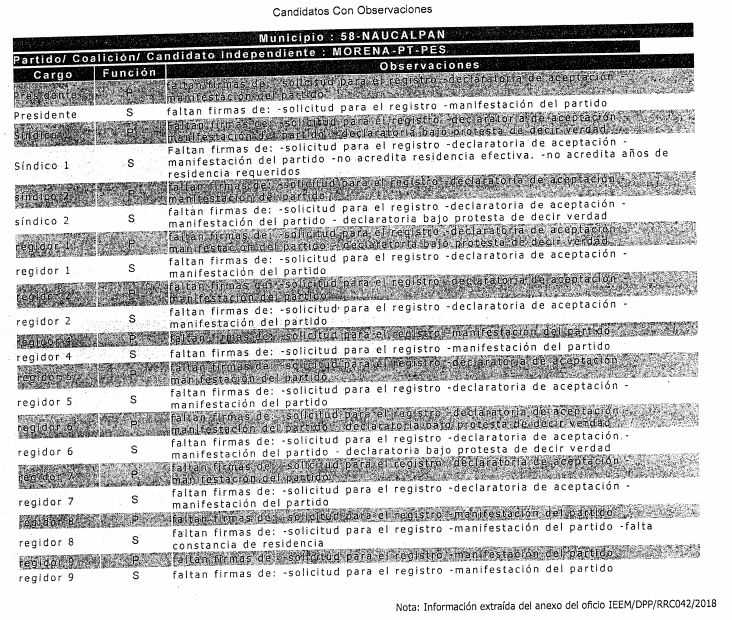 Candidatos Con Observaciones
Municipio : 58-NAUCALPAN
Partido/ Coalición/ Candidato Independiente : MORENA-PT-PES
Cargo Función Observaciones
Presidente P faltan firmas de: -solicitud para el registro -declaratoria de aceptación
manifestación del partido
Presidente S faltan firmas de: -solicitud para el registro -manifestación del partido
Síndico P Faltan firmas de: -solicitud para el registro -declaratoria de aceptación
manifestación del partido - declaratoria bajo protesta de decir verdad
Síndico 1 S Faltan firmas de: -solicitud para el registro -declaratoria de aceptación -
manifestación del partido -no acredita residencia efectiva. -no acredita años de
residencia requeridos
síndico 2 P faltan firmas de: -solicitud para el registro -declaratoria de aceptación -
manifestación del partido
síndico 2 S faltan firmas de: -solicitud para el registro -declaratoria de aceptación -
manifestación del partido - declaratoria bajo protesta de decir verdad
regidor 1 P faltan firmas de: -solicitud para el registro -declaratoria de aceptación -
manifestación del partido - declaratoria bajo protesta de decir verdad
regidor 1 S faltan firmas de: -solicitud para el registro -declaratoria de aceptación -
manifestación del partido
regidor 2 P faltan firmas de: -solicitud para el registro -declaratoria de aceptación
manifestación del partido
regidor 2 S faltan firmas de: -solicitud para el registro -declaratoria de aceptación -
manifestación del partido
regidor P faltan firmas de: -solicitud para el registro -manifestación del partido
regidor 4 S faltan firmas de: -solicitud para el registro -manifestación del partido
regidor P faltan firmas de: -solicitud para el registro -declaratoria de aceptación
manifestación del partido
regidor 5 S faltan firmas de: -solicitud para el registro -declaratoria de aceptación -
manifestación del partido
regidor 6 P faltan firmas de: -solicitud para el registro -declaratoria de aceptación -
manifestación del partido - declaratoria bajo protesta de decir verdad
regidor 6 S faltan firmas de: -solicitud para el registro -declaratoria de aceptación -
manifestación del partido - declaratoria bajo protesta de decir verdad
regidor P faltan firmas de: -solicitud para el registro -declaratoria de aceptación -
manifestación del partido
regidor 7 S faltan firmas de: -solicitud para el registro -declaratoria de aceptación -
manifestación del partido
regidor 8 P faltan firmas de: -solicitud para el registro -manifestación del partido
regidor 8 S faltan firmas de: -solicitud para el registro -manifestación del partido -falta
constancia de residencia
regidor 9 P faltan firmas de: -solicitud para el registro -manifestación del partido
regidor 9 S faltan firmas de: -solicitud para el registro -manifestación del partido
Nota: Información extraída del anexo del oficio IEEM/DPP/RRC042/2018